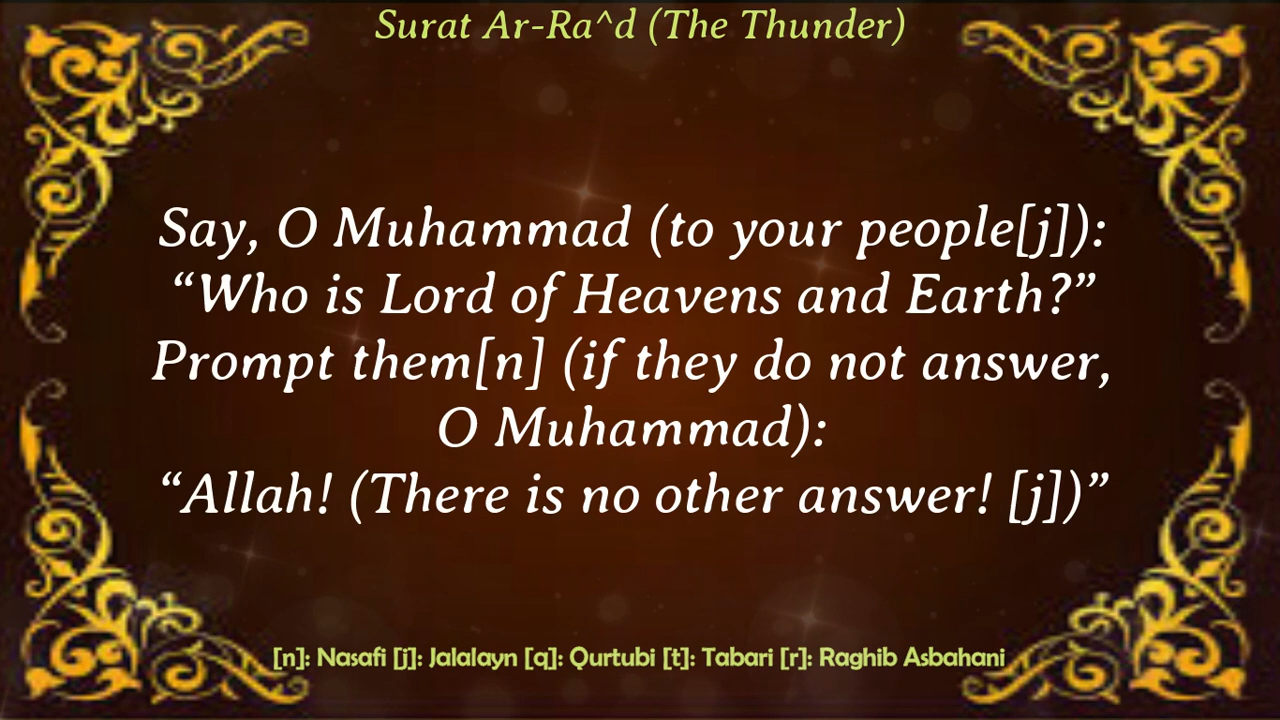 Surat Ar-Ra^d (The Thunder)
Say, O Muhammad (to your people[j]):
“Who is Lord of Heavens and Earth?”
Prompt them[n] (if they do not answer,
O Muhammad):
“Allah! (There is no other answer! [j])”
[n]: Nasafi [j]: Jalalayn [q]: Qurtubi [t]: Tabari [r]: Raghib Asbahani